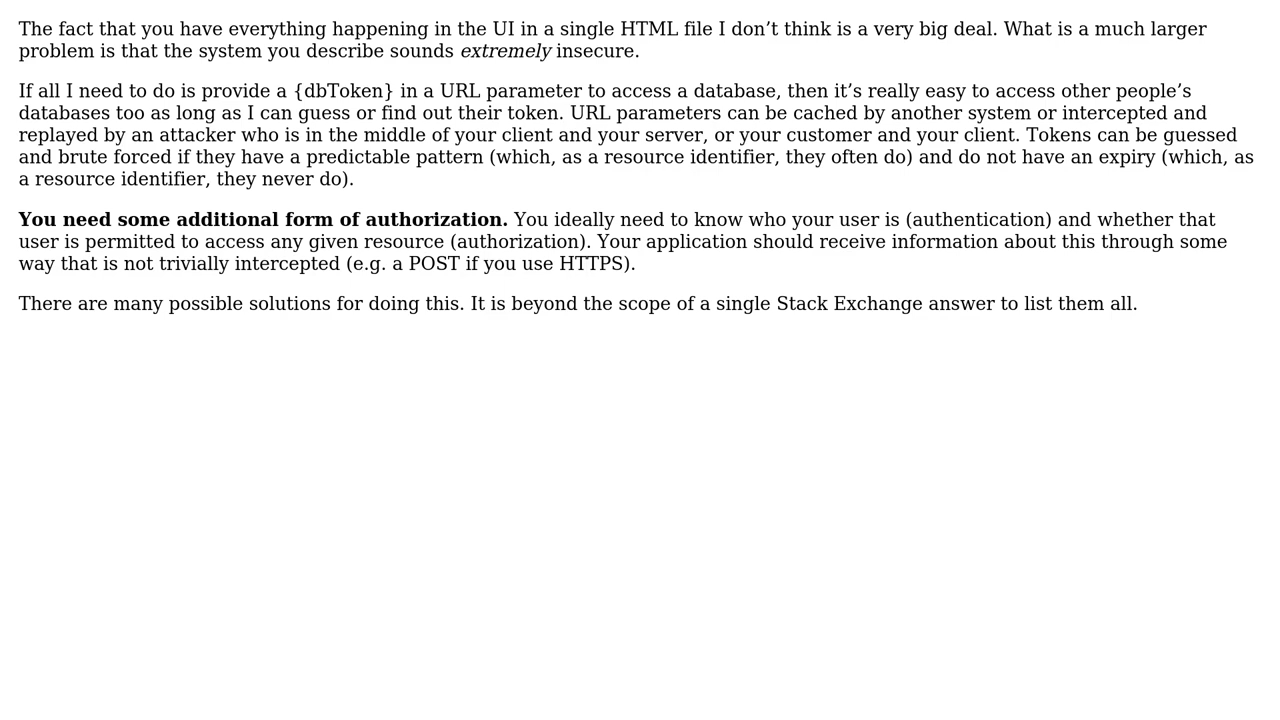 The fact that you have everything happening in the UI in a single HTML file I don’t think is a very big deal. What is a much larger
problem is that the system you describe sounds extremely insecure.
If all I need to do is provide a {dbToken} in a URL parameter to access a database, then it’s really easy to access other people’s
databases too as long as I can guess or find out their token. URL parameters can be cached by another system or intercepted and
replayed by an attacker who is in the middle of your client and your server, or your customer and your client. Tokens can be guessed
and brute forced if they have a predictable pattern (which, as a resource identifier, they often do) and do not have an expiry (which, as
a resource identifier, they never do).
You need some additional form of authorization. You ideally need to know who your user is (authentication) and whether that
user is permitted to access any given resource (authorization). Your application should receive information about this through some
way that is not trivially intercepted (e.g. a POST if you use HTTPS).
There are many possible solutions for doing this. It is beyond the scope of a single Stack Exchange answer to list them all.